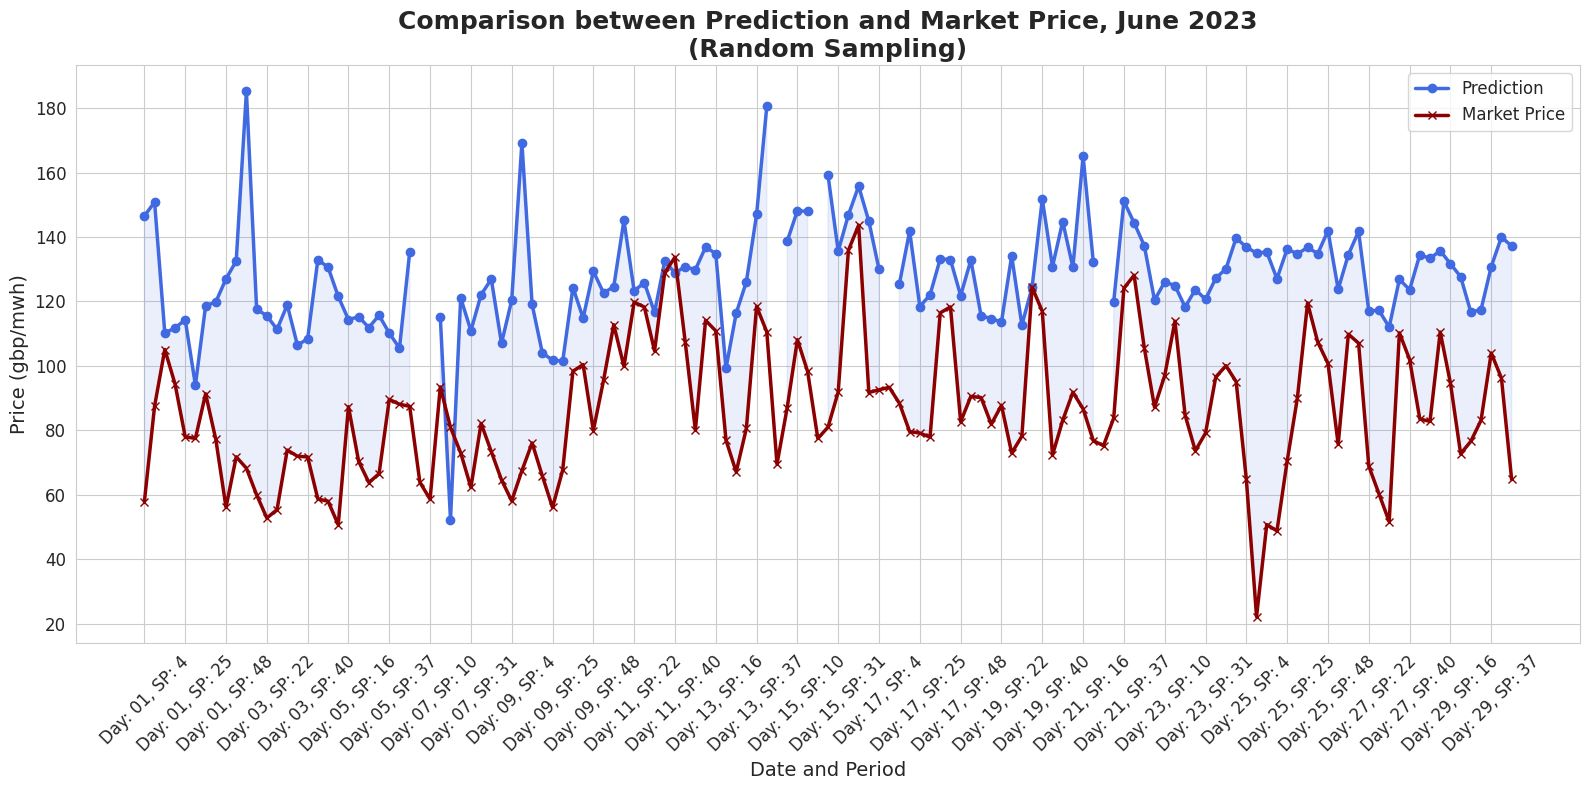 Comparison between Prediction and Market Price, June 2023
(Random Sampling)
Prediction
Market Price
Price (gbp/mwh)
180
160
140
120
100
80
60
40
20
Day: 01, SP: 4
Day: 01, SP: 25
Day: 01, SP: 48
Day: 03, SP: 22
Day: 03, SP: 40
Day: 05, SP: 16
Day: 05, SP: 37
Day: 07, SP: 10
Day: 07, SP: 31
Day: 09, SP: 4
Day: 09, SP: 25
Day: 09, SP: 48
Day: 11, SP: 22
Day: 11, SP: 40
Day: 13, SP: 16
Day: 13, SP: 37
Day: 15, SP: 10
Day: 15, SP: 31
Day: 17, SP: 4
Day: 17, SP: 25
Day: 17, SP: 48
Day: 19, SP: 22
Day: 19, SP: 40
Day: 21, SP: 16
Day: 21, SP: 37
Day: 23, SP: 10
Day: 23, SP: 31
Day: 25, SP: 4
Day: 25, SP: 25
Day: 25, SP: 48
Day: 27, SP: 22
Day: 27, SP: 40
Day: 29, SP: 16
Day: 29, SP: 37
Date and Period